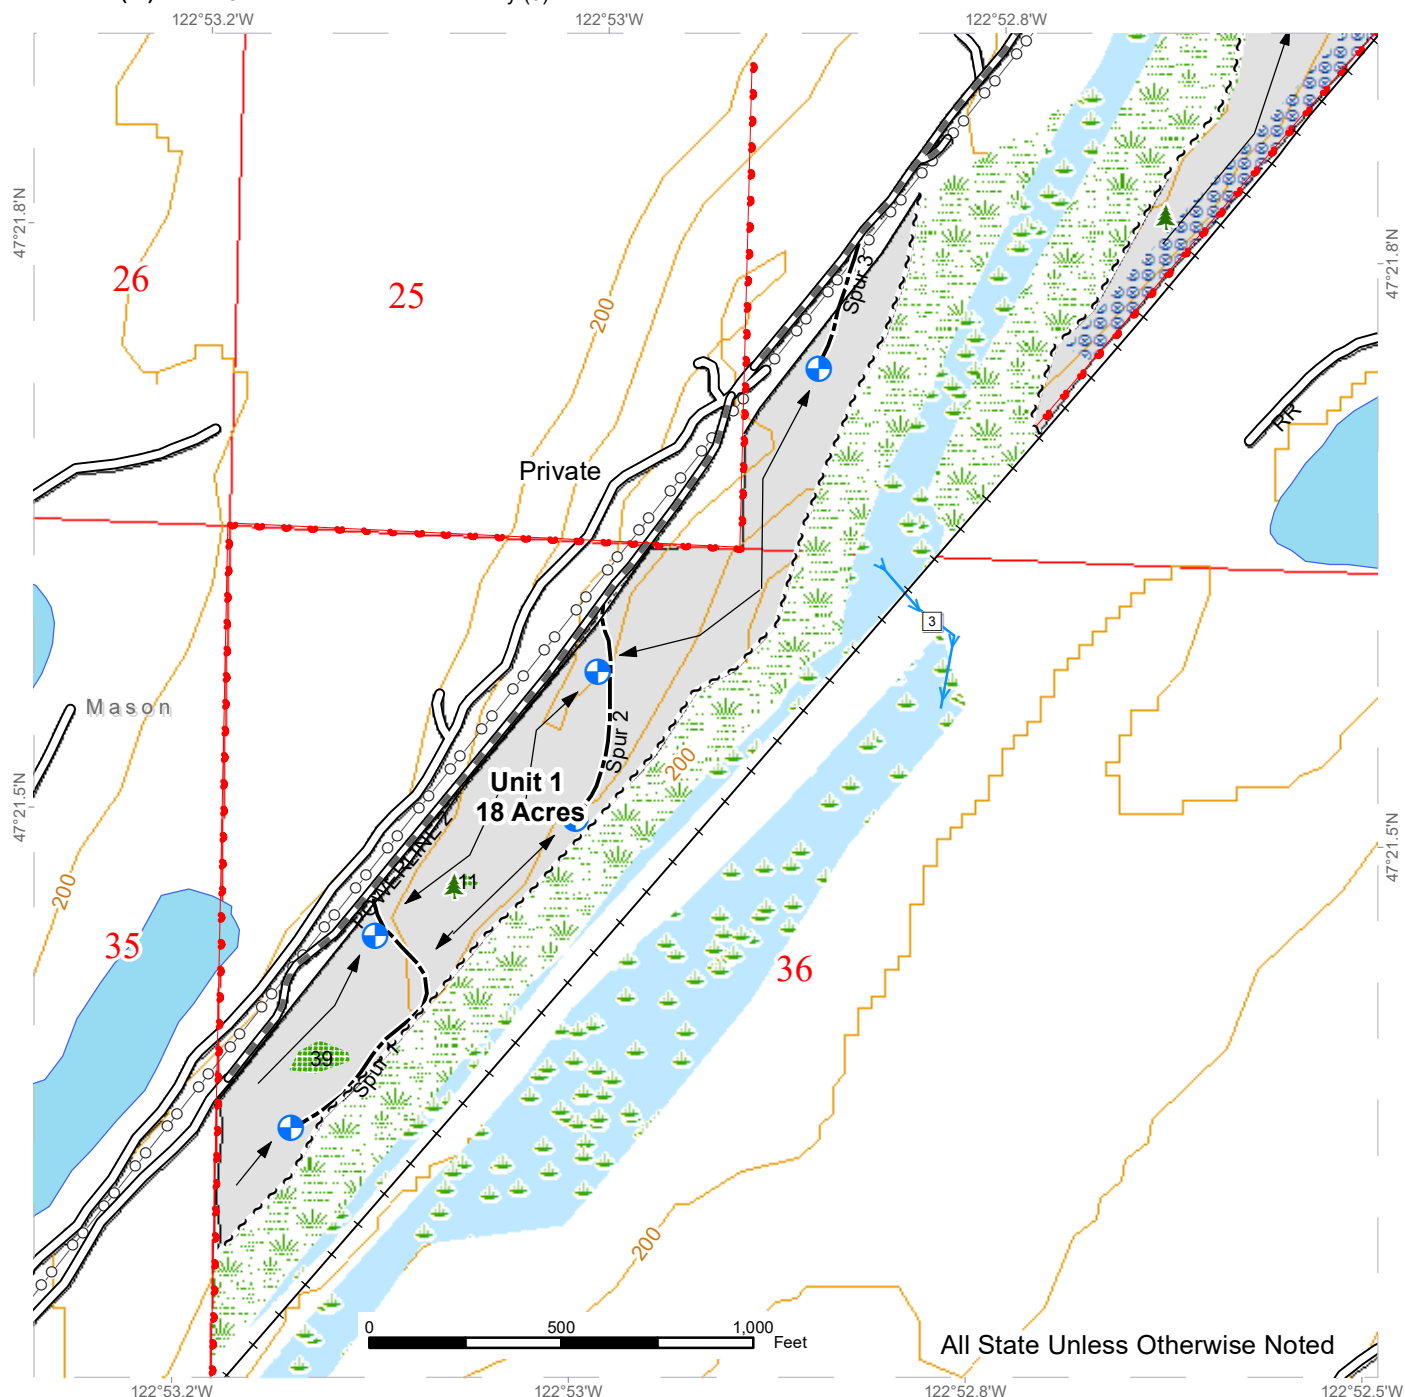 122°53.2'W
122°53'W
122°52.8'W
47°21.8'N
47°21.8'N
26
25
200
Spur 3
RR
Private
3
Mason
Spur 2
200
Unit 1
18 Acres
POWERLINE
47°21.5'N
47°21.5'N
11
200
35
36
39
Spur 1
200
0
500
1,000
Feet
All State Unless Otherwise Noted
122°53.2'W
122°53'W
122°52.8'W
122°52.5'W